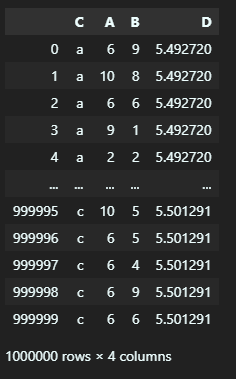 C A B D
0 a 6 9 5.492720
1 a 10 8 5.492720
2 a 6 6 5.492720
3 a 9 1 5.492720
4 a 2 2 5.492720
... ... ... ... ...
999995 c 10 5 5.501291
999996 c 6 5 5.501291
999997 c 6 4 5.501291
999998 c 6 9 5.501291
999999 c 6 6 5.501291
1000000 rows × 4 columns